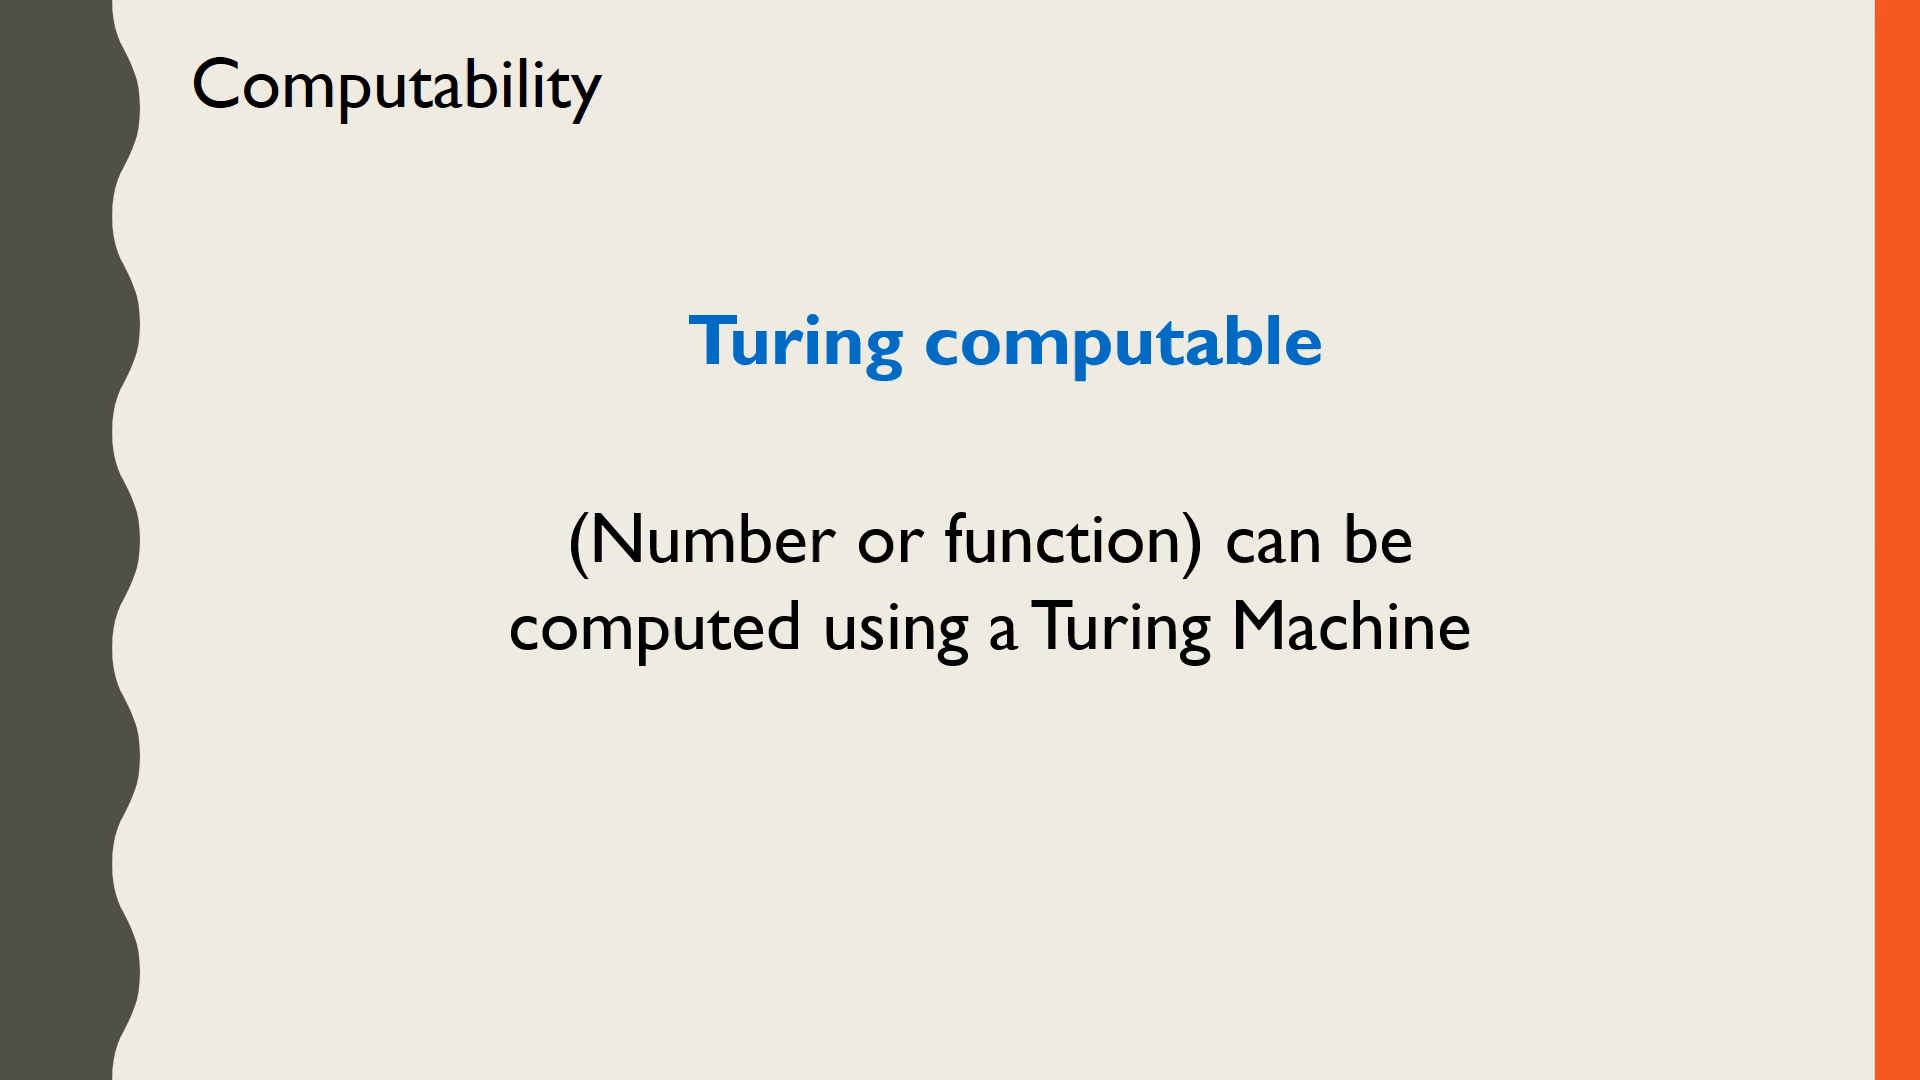 Computability
Turing computable
(Number or function) can be
computed using a Turing Machine